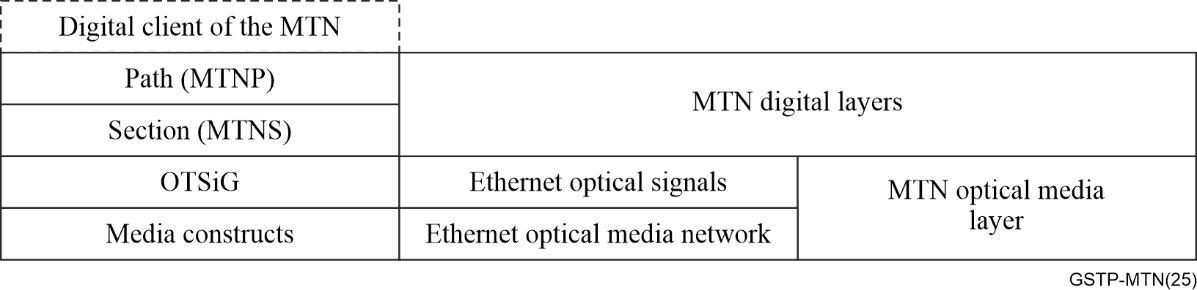 Digital client of the MTN
Path (MTNP)
MTN digital layers
Section (MTNS)
OTSiG
Ethernet optical signals
MTN optical media
layer
Media constructs
Ethernet optical media network
GSTP-MTN(25)